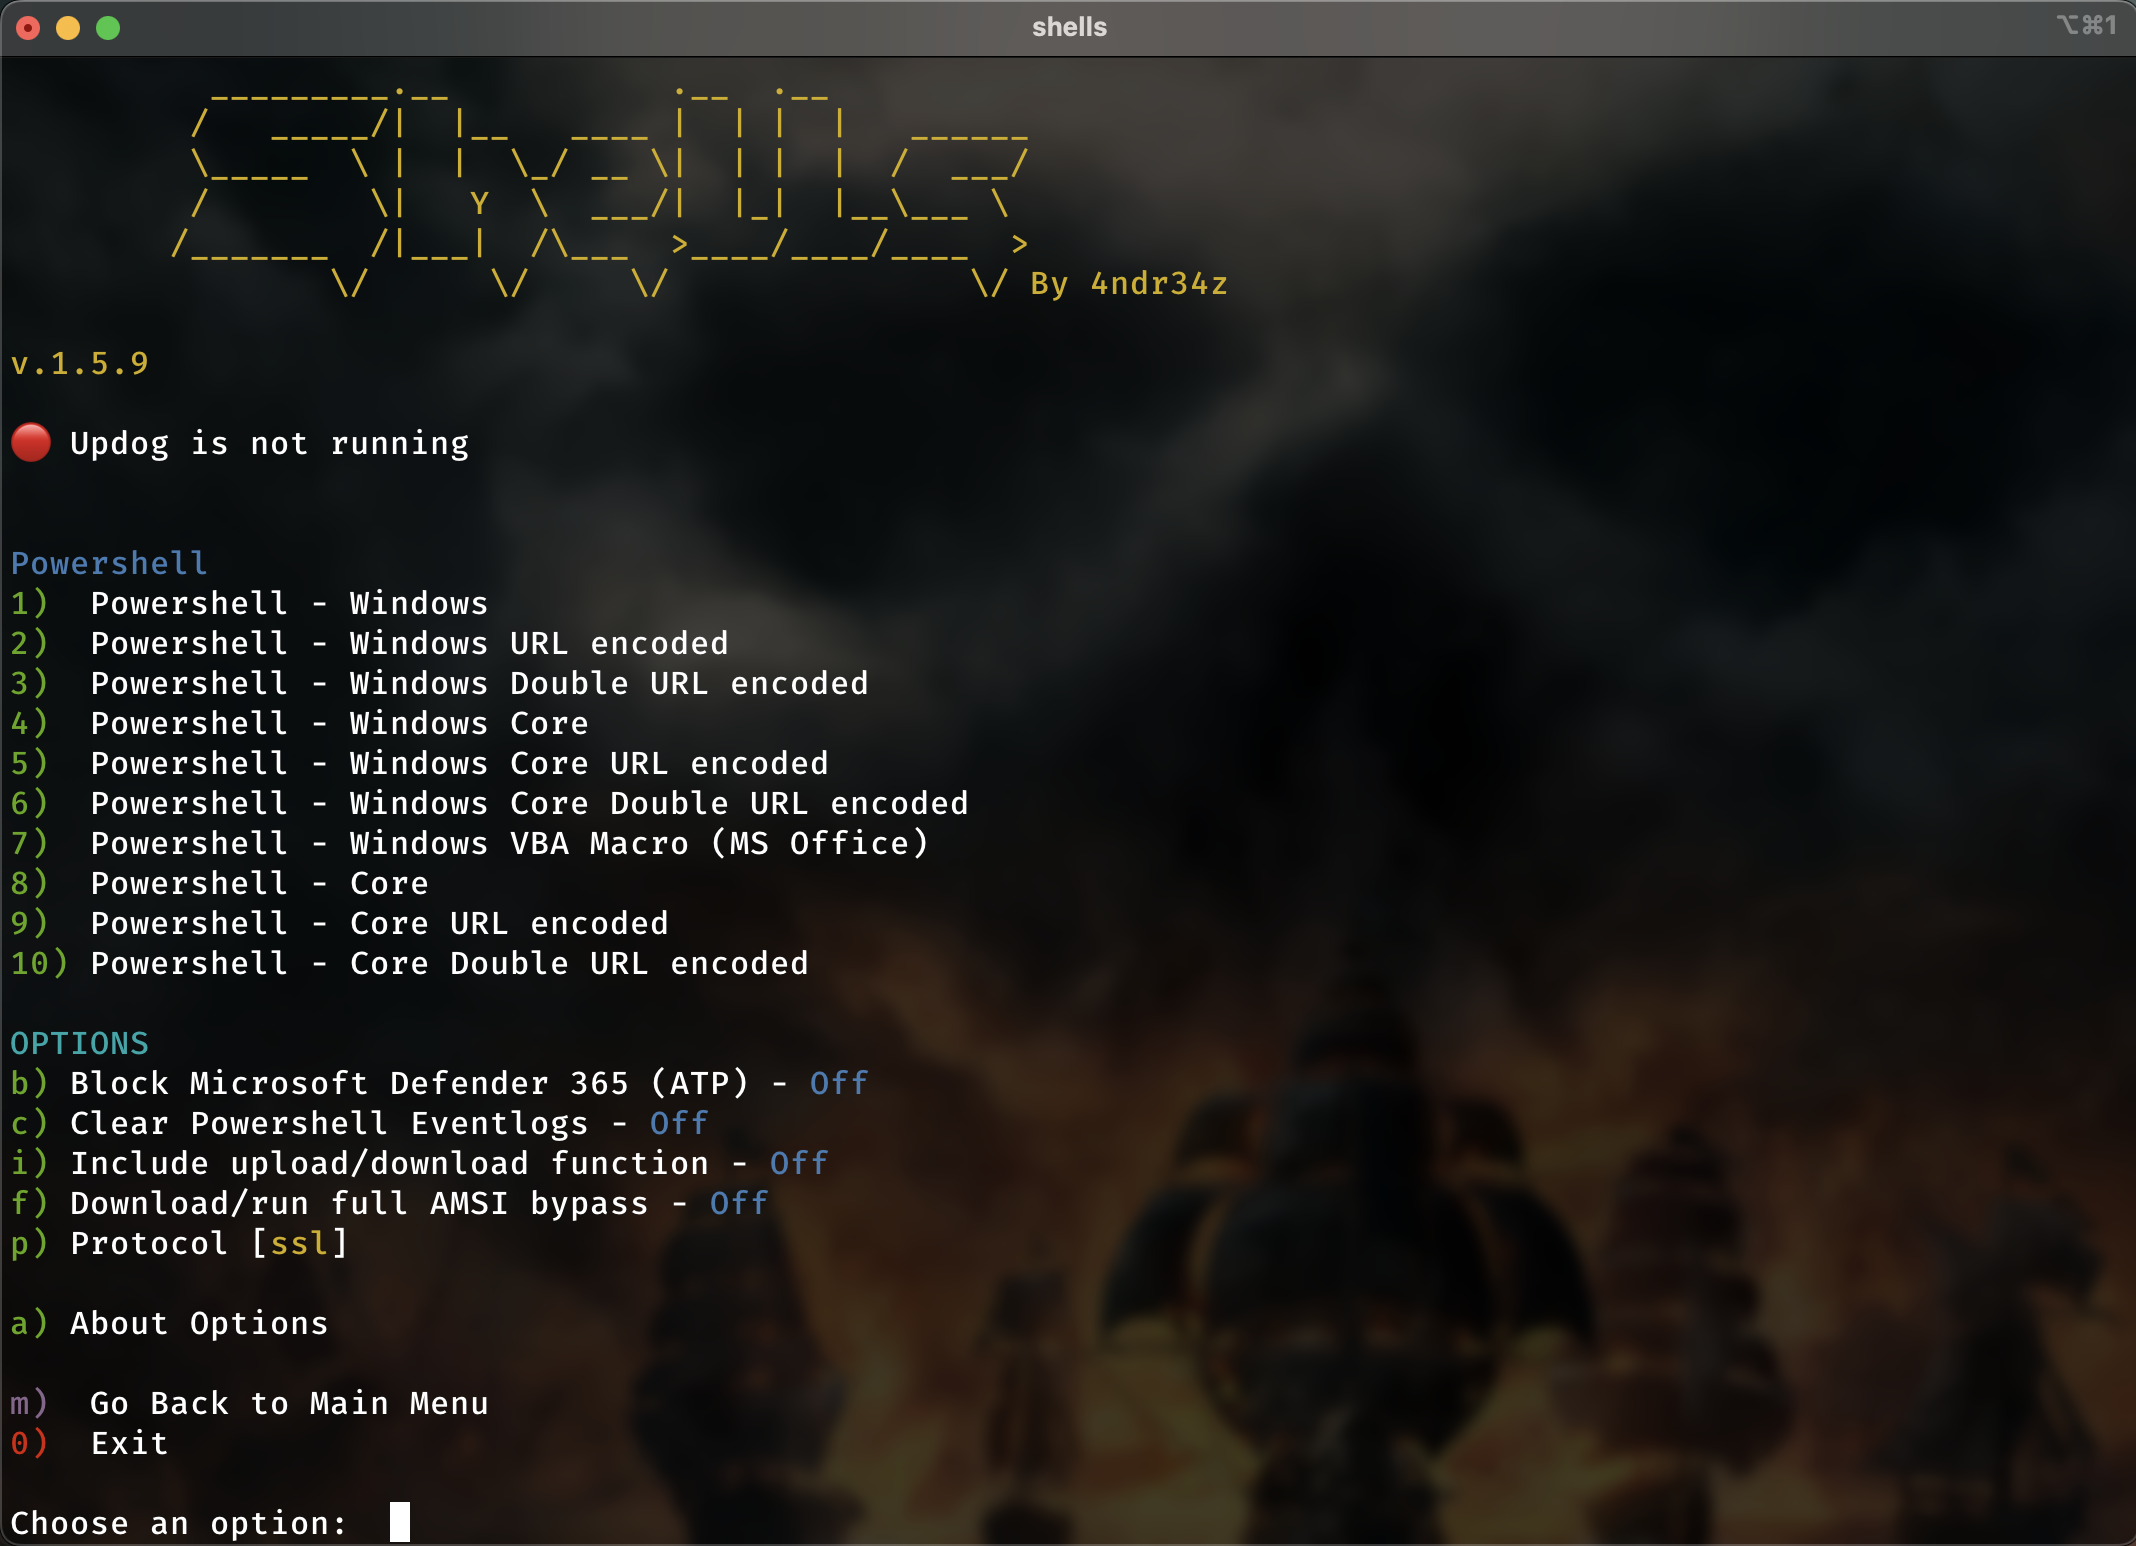 shells
⌥⌘1
Shells
By 4ndr34z
v.1.5.9
Updog is not running
Powershell
1)  Powershell - Windows
2)  Powershell - Windows URL encoded
3)  Powershell - Windows Double URL encoded
4)  Powershell - Windows Core
5)  Powershell - Windows Core URL encoded
6)  Powershell - Windows Core Double URL encoded
7)  Powershell - Windows VBA Macro (MS Office)
8)  Powershell - Core
9)  Powershell - Core URL encoded
10) Powershell - Core Double URL encoded
OPTIONS
b) Block Microsoft Defender 365 (ATP) - Off
c) Clear Powershell Eventlogs - Off
i) Include upload/download function - Off
f) Download/run full AMSI bypass - Off
p) Protocol [ssl]
a) About Options
m)  Go Back to Main Menu
0)  Exit
Choose an option: